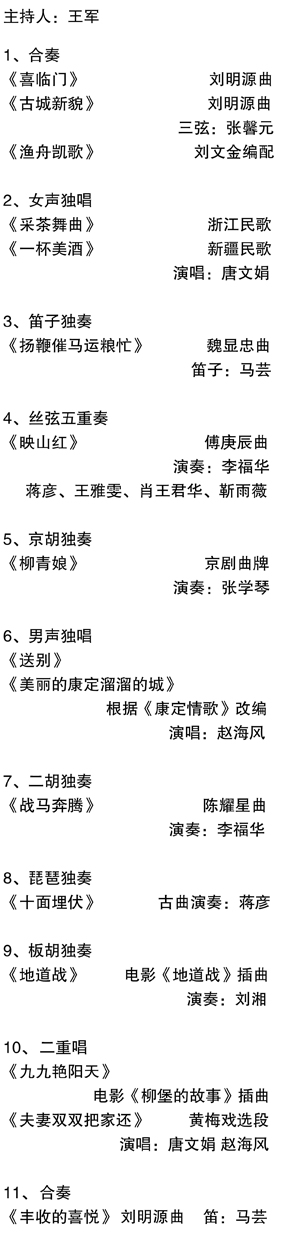 主持人：王军
1、合奏
《喜临门》 刘明源曲
《古城新貌》 刘明源曲
三弦：张馨元
《渔舟凯歌》 刘文金编配
2、女声独唱
《采茶舞曲》 浙江民歌
《一杯美酒》 新疆民歌
演唱：唐文娟
3、笛子独奏
《扬鞭催马运粮忙》 魏显忠曲
笛子：马芸
4、丝弦五重奏
《映山红》 傅庚辰曲
演奏：李福华
蒋彦、王雅雯、肖王君华、靳雨薇
5、京胡独奏
《柳青娘》 京剧曲牌
演奏：张学琴
6、男声独唱
《送别》
《美丽的康定溜溜的城》
根据《康定情歌》改编
演唱：赵海风
7、二胡独奏
《战马奔腾》 陈耀星曲
演奏：李福华
8、琵琶独奏
《十面埋伏》 古曲演奏：蒋彦
9、板胡独奏
《地道战》 电影《地道战》插曲
演奏：刘湘
10、二重唱
《九九艳阳天》
电影《柳堡的故事》插曲
《夫妻双双把家还》 黄梅戏选段
演唱：唐文娟 赵海风
11、合奏
《丰收的喜悦》 刘明源曲 笛：马芸